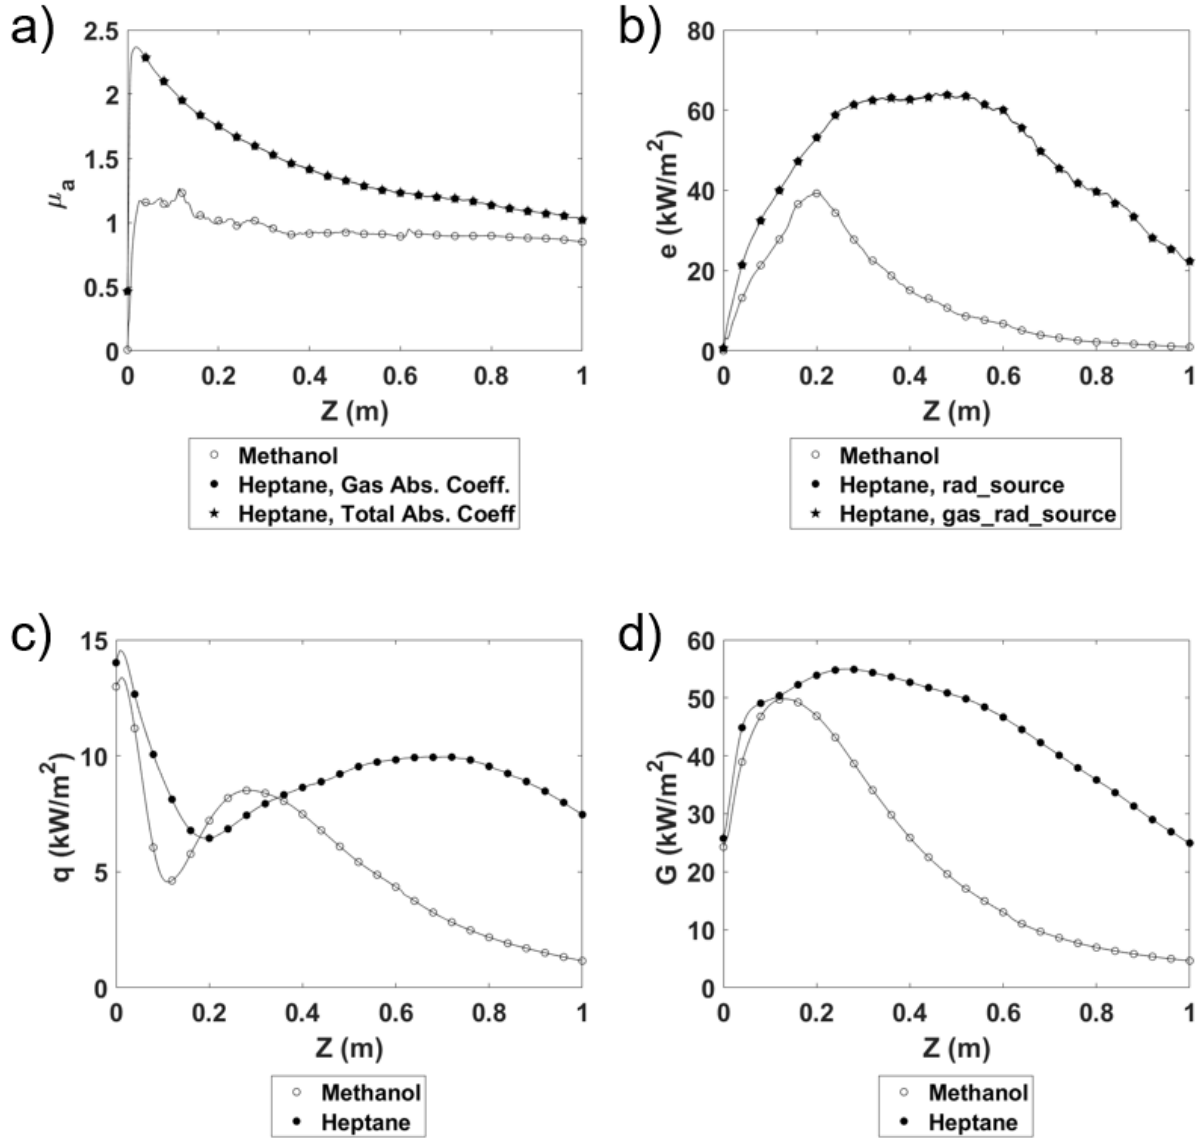 a)
2.5
2
1.5
1
0.5
0
μa
0 0.2 0.4 0.6 0.8 1
Z (m)
Methanol
Heptane, Gas Abs. Coeff.
Heptane, Total Abs. Coeff
b)
80
60
40
20
0
e (kW/m²)
0 0.2 0.4 0.6 0.8 1
Z (m)
Methanol
Heptane, rad_source
Heptane, gas_rad_source
c)
15
10
5
0
q (kW/m²)
0 0.2 0.4 0.6 0.8 1
Z (m)
Methanol
Heptane
d)
60
50
40
30
20
10
0
G (kW/m²)
0 0.2 0.4 0.6 0.8 1
Z (m)
Methanol
Heptane